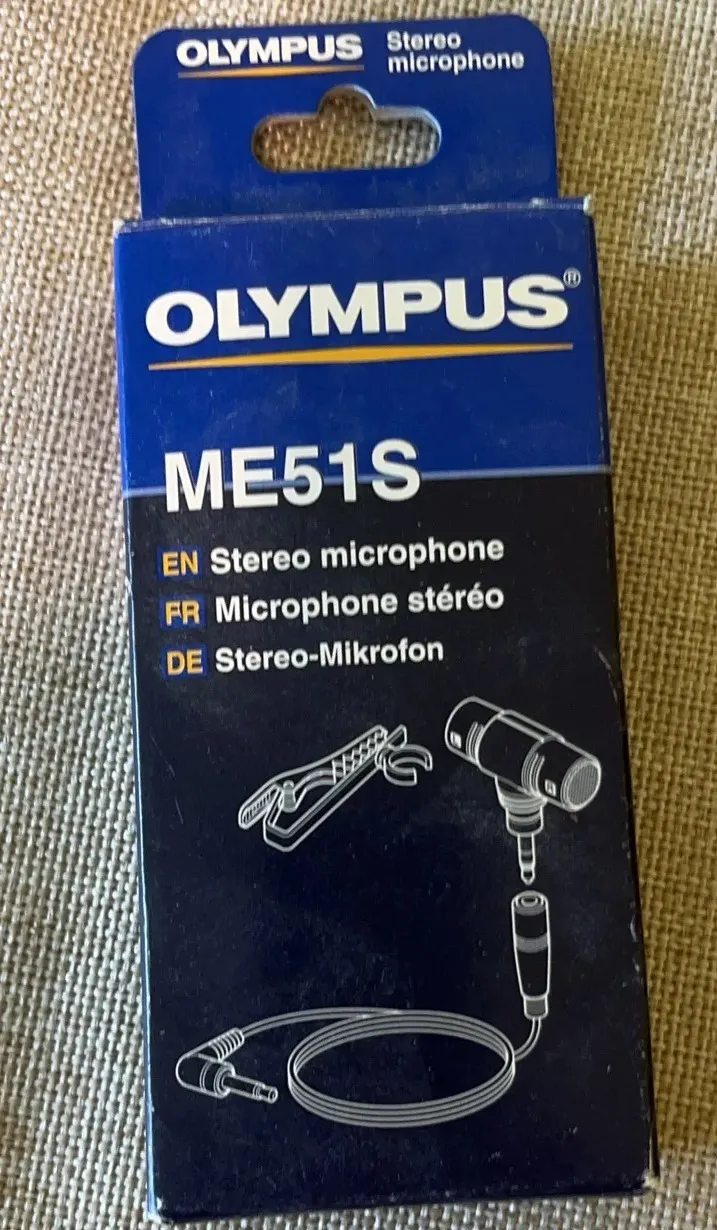 OLYMPUS Stereo
microphone
OLYMPUS®
ME51S
EN Stereo microphone
FR Microphone stéréo
DE Stereo-Mikrofon
L
R